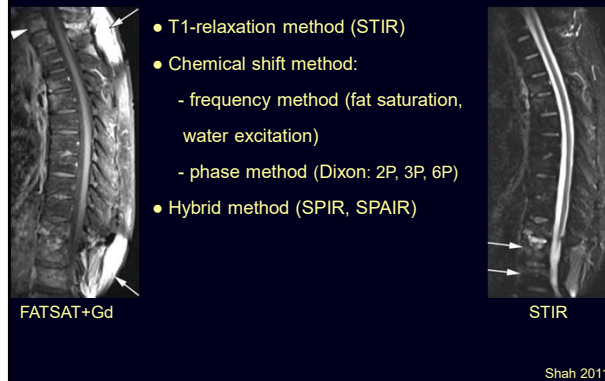 ● T1-relaxation method (STIR)
● Chemical shift method:
- frequency method (fat saturation,
water excitation)
- phase method (Dixon: 2P, 3P, 6P)
● Hybrid method (SPIR, SPAIR)
FATSAT+Gd
STIR
Shah 2011